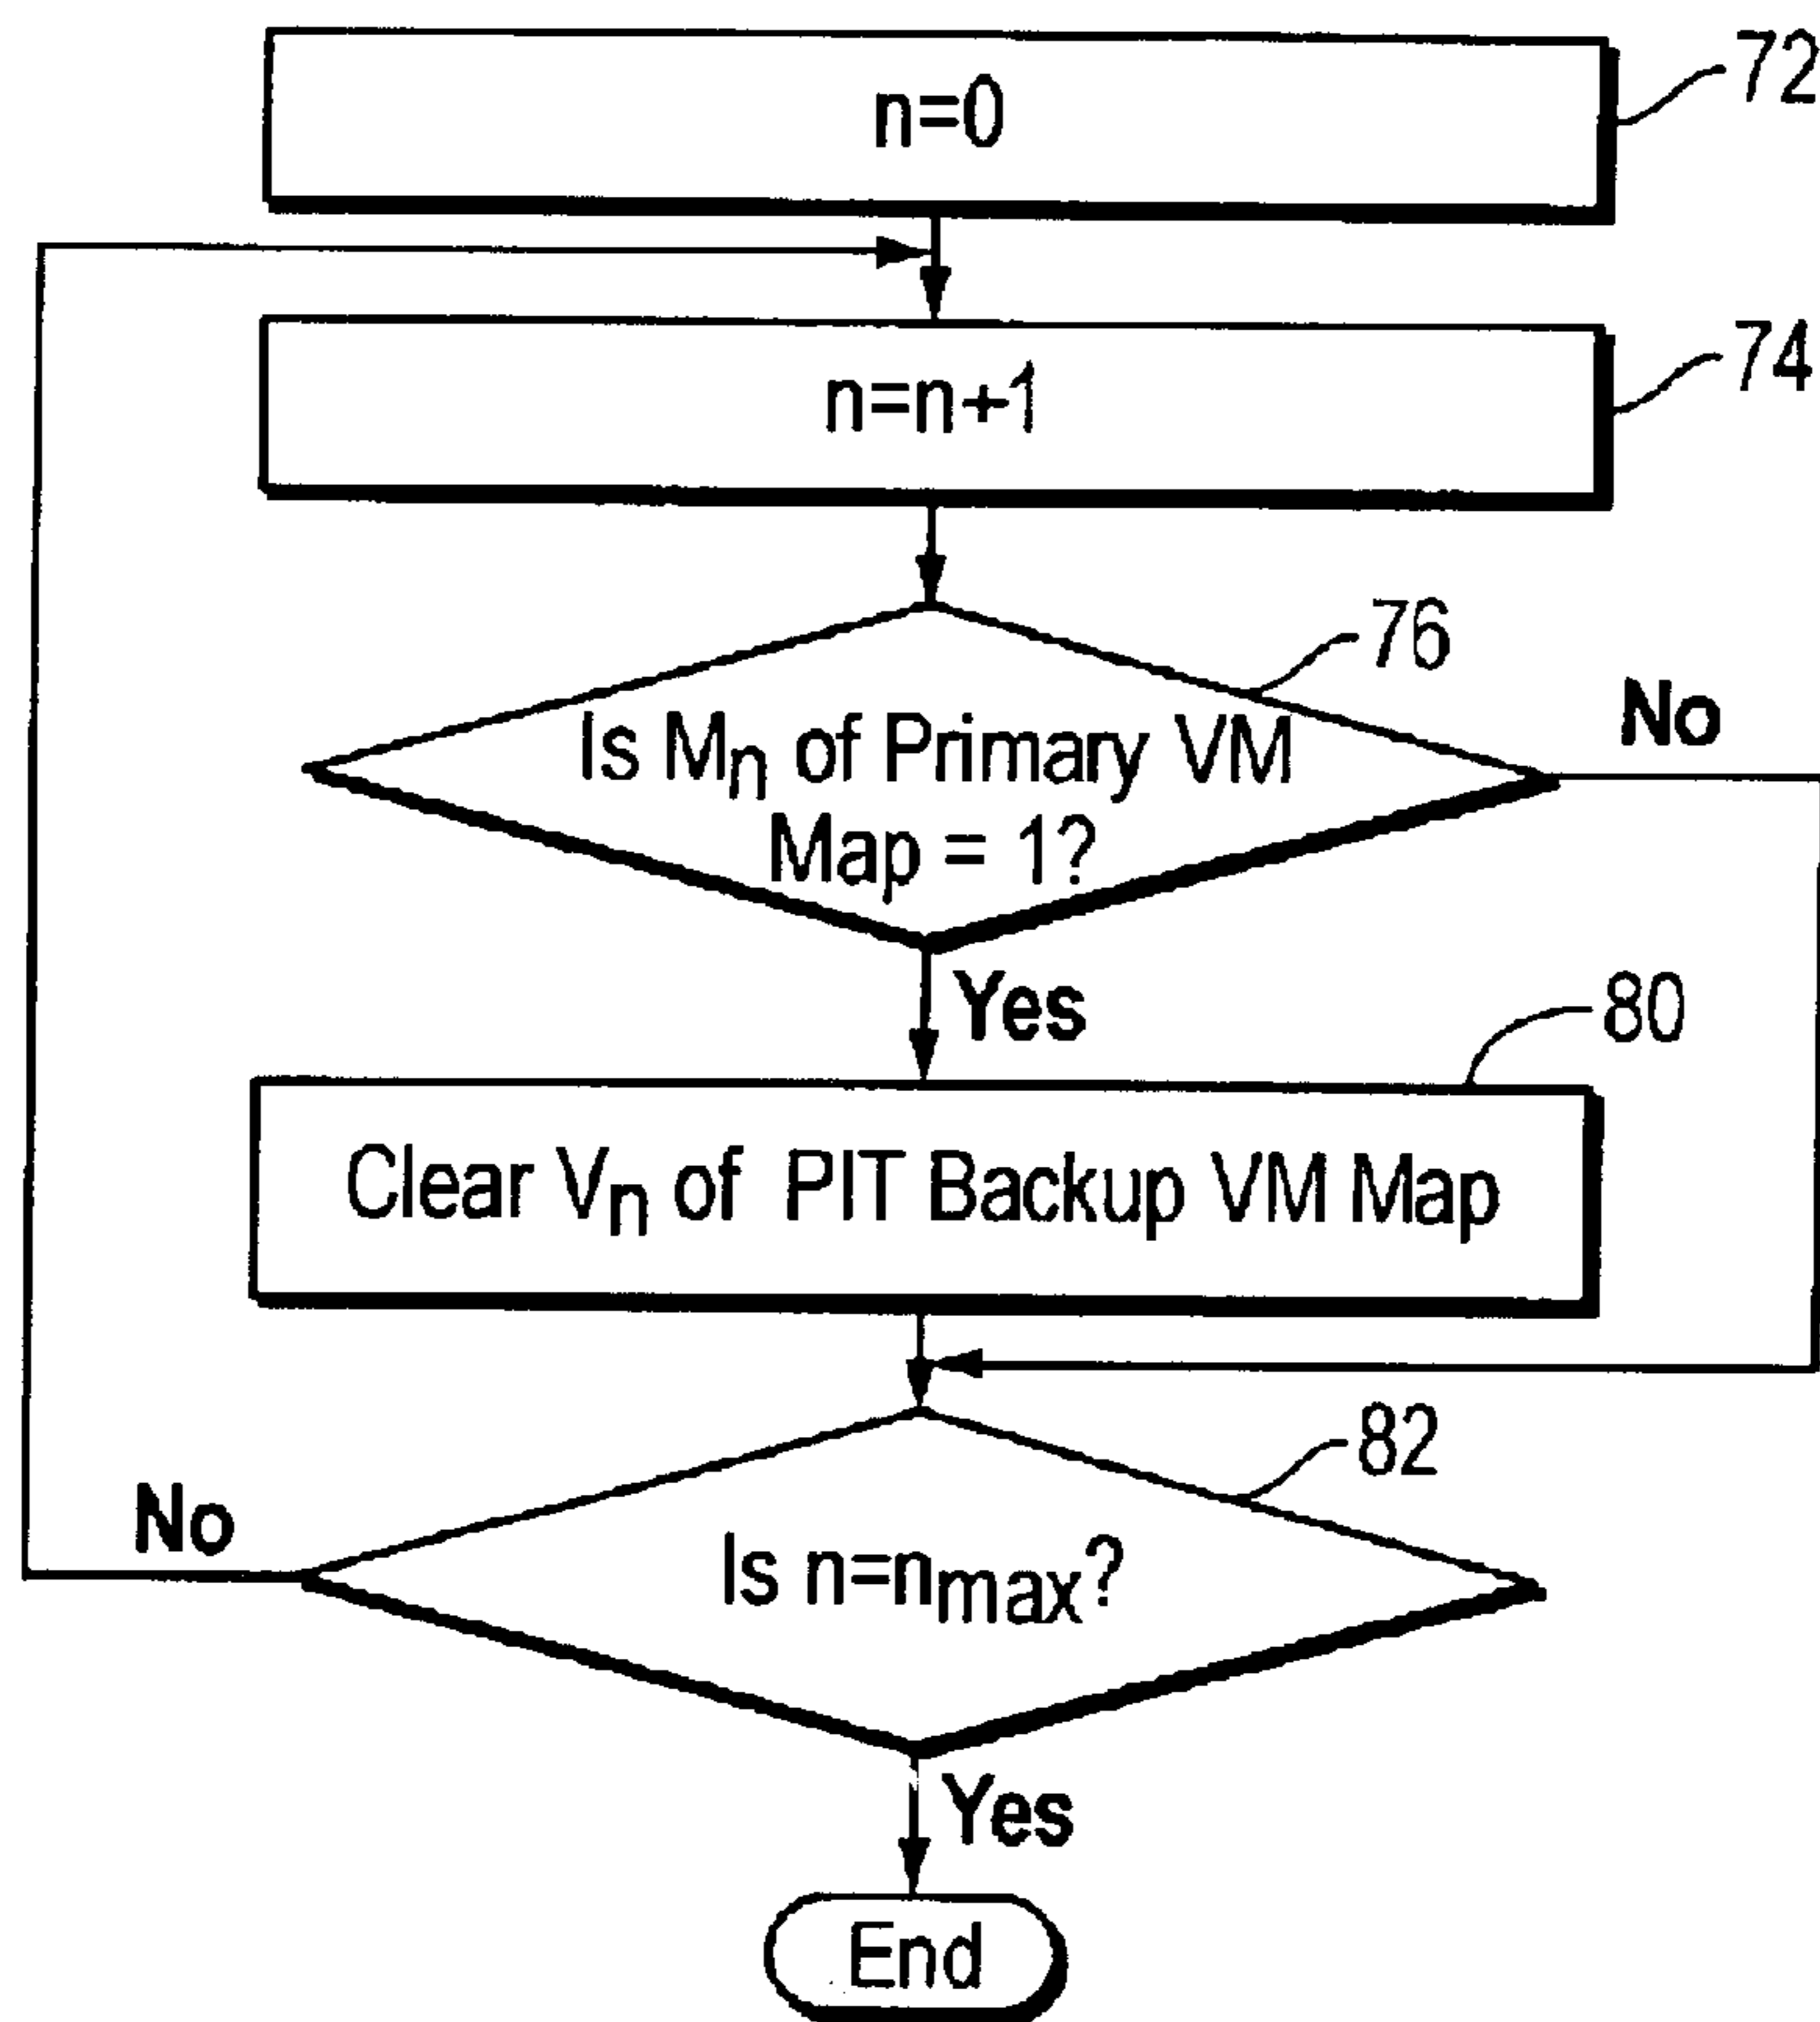 n=0
72
n=n+1
74
76
Is Mn of Primary VM
Map = 1?
No
Yes
80
Clear Vn of PIT Backup VM Map
82
No
Is n=nmax?
Yes
End